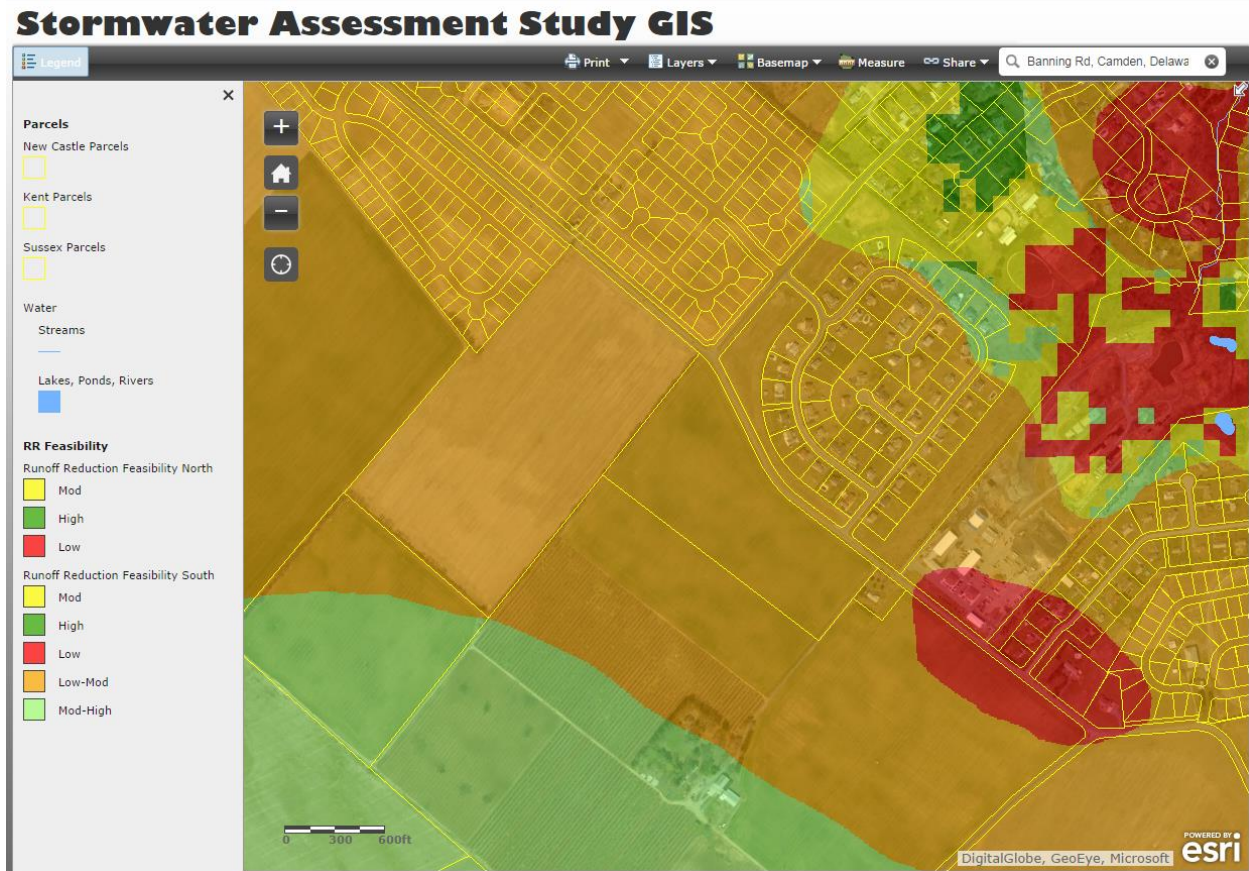 Stormwater Assessment Study GIS
Legend Print Layers Basemap Measure Share Banning Rd, Camden, Delawa
Parcels
New Castle Parcels
Kent Parcels
Sussex Parcels
Water
Streams
Lakes, Ponds, Rivers
RR Feasibility
Runoff Reduction Feasibility North
Mod
High
Low
Runoff Reduction Feasibility South
Mod
High
Low
Low-Mod
Mod-High
0 300 600ft
DigitalGlobe, GeoEye, Microsoft
POWERED BY
esri